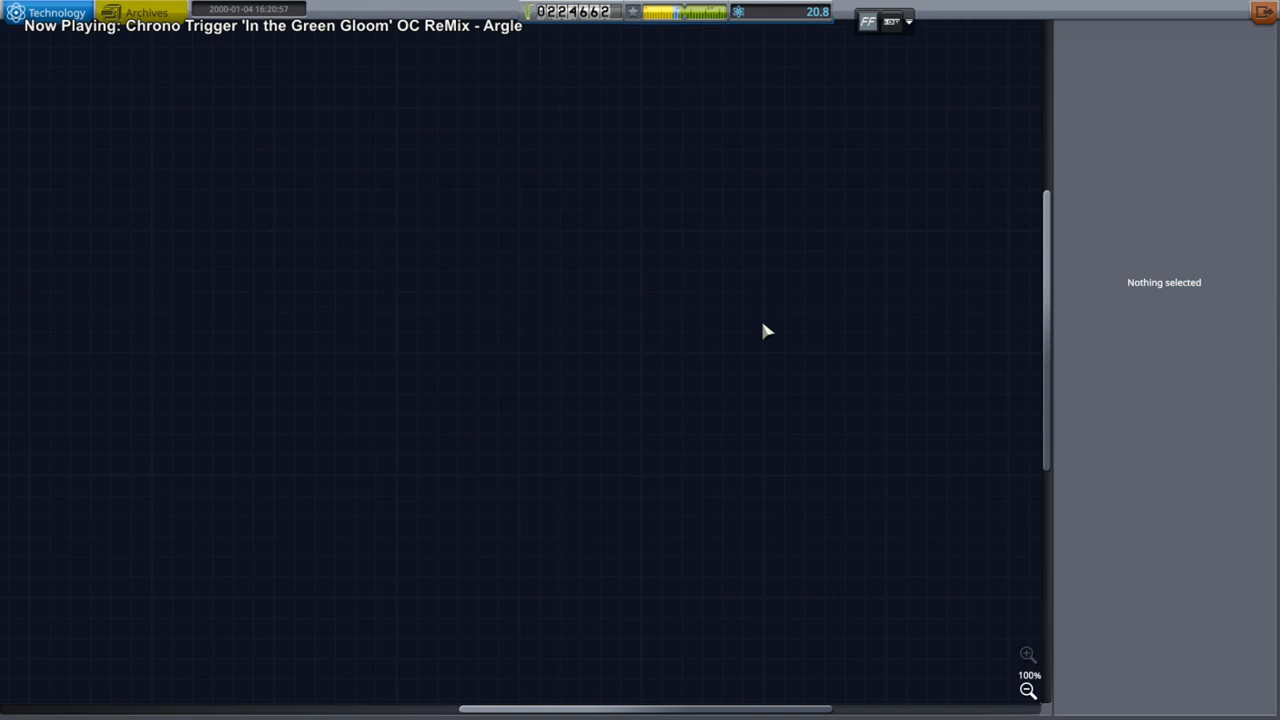 Technology
Archives
2000-01-04 16:20:57
0224662
20.8
FF
Now Playing: Chrono Trigger 'In the Green Gloom' OC ReMix - Argle
Nothing selected
100%